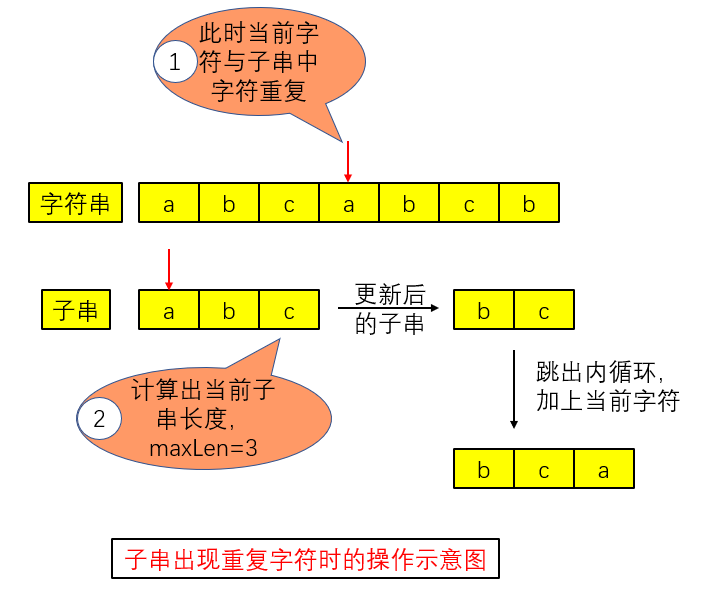 此时当前字
1 符与子串中
字符重复
字符串 a b c a b c b
子串 a b c
更新后
的子串
b c
跳出内循环,
加上当前字符
计算出当前子
2 串长度,
maxLen=3
b c a
子串出现重复字符时的操作示意图